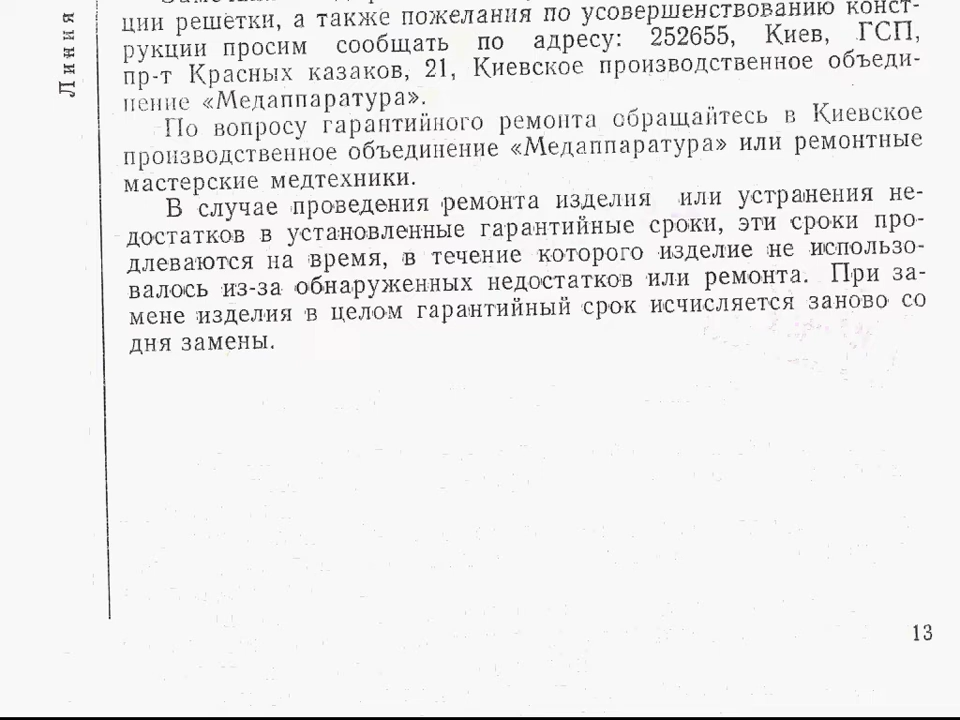 ции решётки, а также пожелания по усовершенствованию конст-
рукции просим сообщать по адресу: 252655, Киев, ГСП,
пр-т Красных казаков, 21, Киевское производственное объеди-
нение «Медаппаратура».
По вопросу гарантийного ремонта обращайтесь в Киевское
производственное объединение «Медаппаратура» или ремонтные
мастерские медтехники.
В случае проведения ремонта изделия или устранения не-
достатков в установленные гарантийные сроки, эти сроки про-
длеваются на время, в течение которого изделие не использо-
валось из-за обнаруженных недостатков или ремонта. При за-
мене изделия в целом гарантийный срок исчисляется заново со
дня замены.
Линия
13